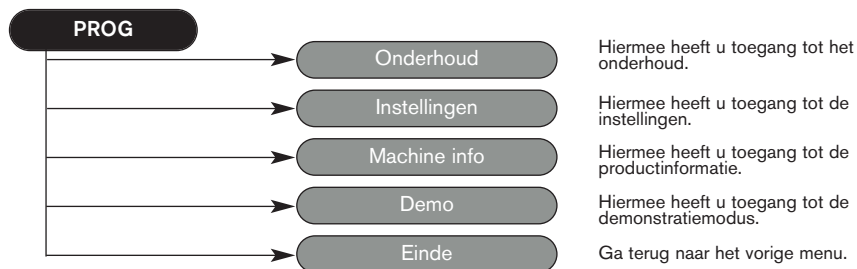 PROG
Onderhoud
Hiermee heeft u toegang tot het
onderhoud.
Instellingen
Hiermee heeft u toegang tot de
instellingen.
Machine info
Hiermee heeft u toegang tot de
productinformatie.
Demo
Hiermee heeft u toegang tot de
demonstratiemodus.
Einde
Ga terug naar het vorige menu.